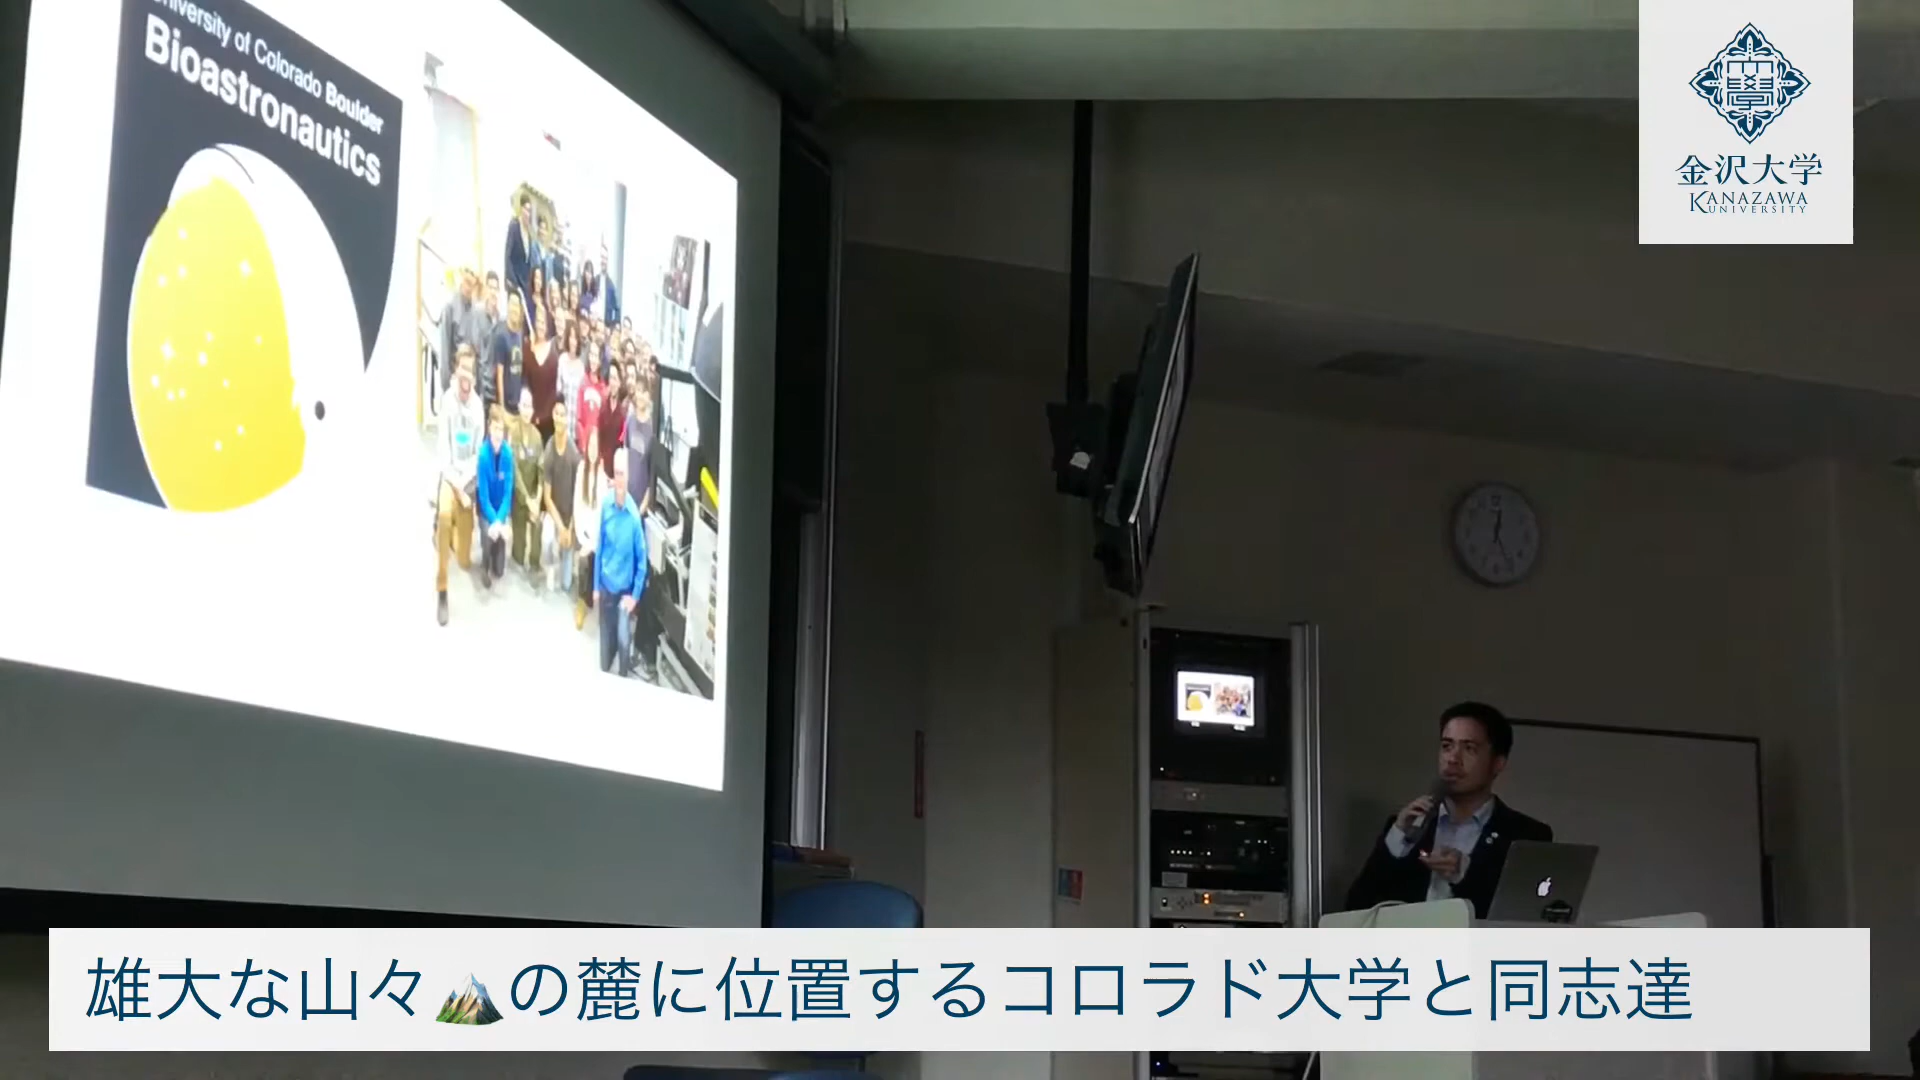 University of Colorado Boulder
Bioastronautics
金沢大学
KANAZAWA
UNIVERSITY
雄大な山々🏔の麓に位置するコロラド大学と同志達